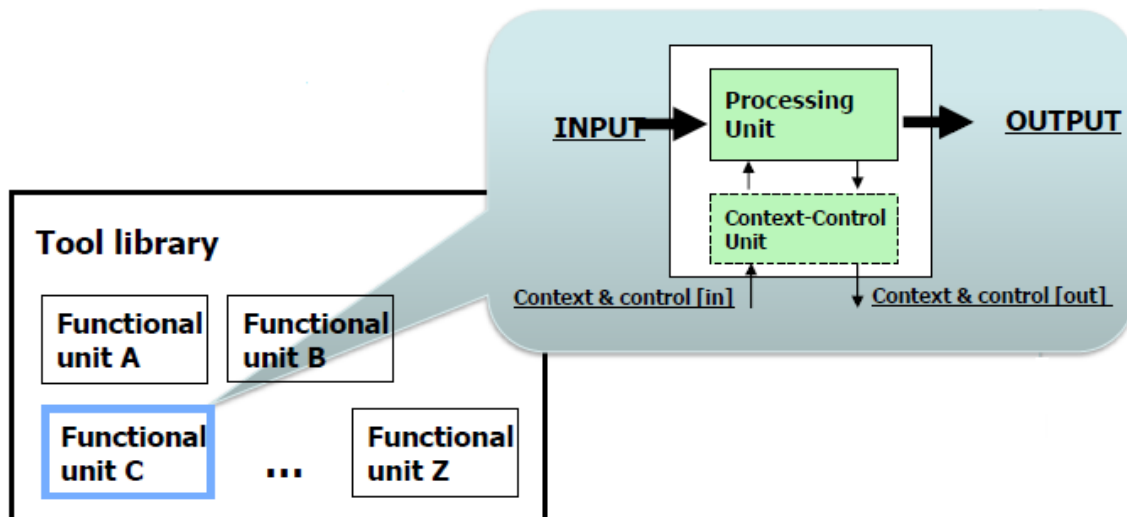 Processing
Unit
INPUT
OUTPUT
Context-Control
Unit
Context & control [in]
Context & control [out]
Tool library
Functional
unit A
Functional
unit B
Functional
unit C
...
Functional
unit Z